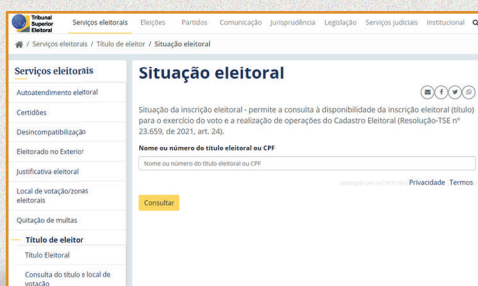 Tribunal
Superior
Eleitoral
Serviços eleitorais Eleições Partidos Comunicação Jurisprudência Legislação Serviços Judiciais Institucional
Serviços eleitorais / Título de eleitor / Situação eleitoral
Serviços eleitorais
Autoatendimento eleitoral
Certidões
Desincompatibilização
Eleitorado no Exterior
Justificativa eleitoral
Local de votação/zonas
eleitorais
Quitação de multas
Título de eleitor
Título Eleitoral
Consulta do título e local de
votação
Situação eleitoral
Situação da inscrição eleitoral - permite a consulta à disponibilidade da inscrição eleitoral (título)
para o exercício do voto e a realização de operações do Cadastro Eleitoral (Resolução-TSE nº
23.659, de 2021, art. 24).
Nome ou número do título eleitoral ou CPF
Nome ou número do título eleitoral ou CPF
Privacidade Termos
Consultar